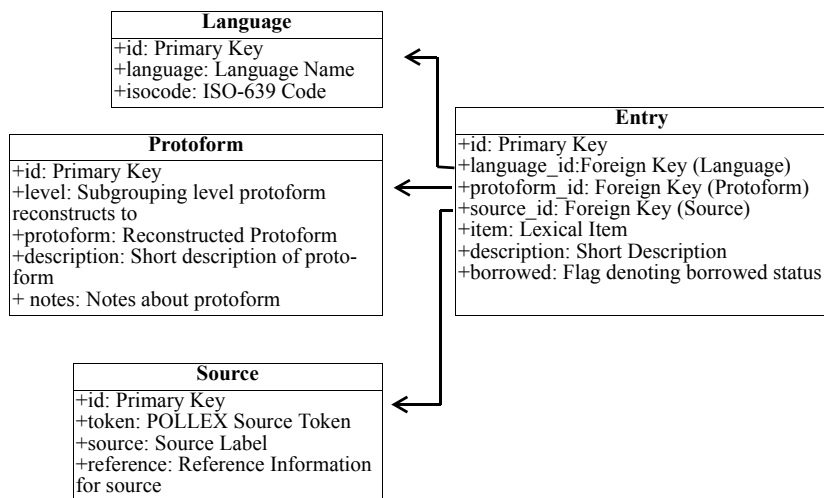 Language
+id: Primary Key
+language: Language Name
+isocode: ISO-639 Code
Protoform
+id: Primary Key
+level: Subgrouping level protoform
reconstructs to
+protoform: Reconstructed Protoform
+description: Short description of proto-
form
+ notes: Notes about protoform
Entry
+id: Primary Key
+language_id:Foreign Key (Language)
+protoform_id: Foreign Key (Protoform)
+source_id: Foreign Key (Source)
+item: Lexical Item
+description: Short Description
+borrowed: Flag denoting borrowed status
Source
+id: Primary Key
+token: POLLEX Source Token
+source: Source Label
+reference: Reference Information
for source